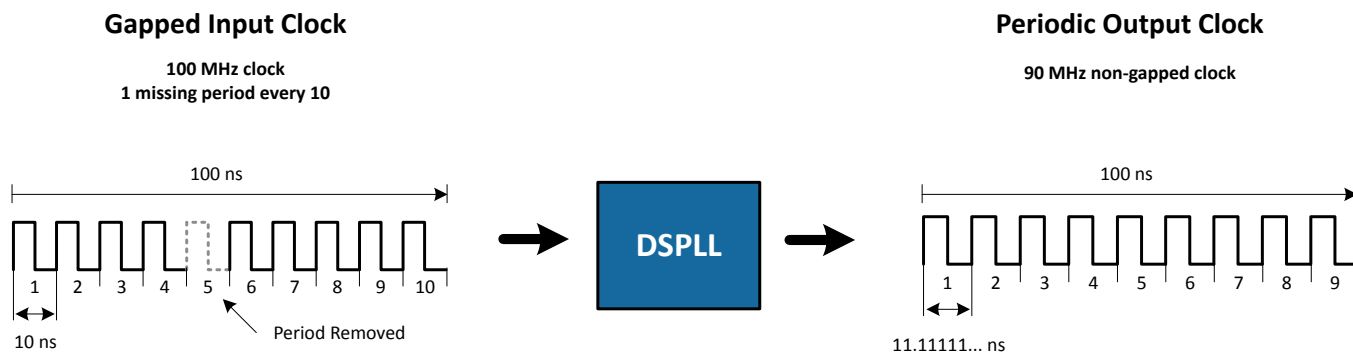 Gapped Input Clock
100 MHz clock
1 missing period every 10
100 ns
1 2 3 4 5 6 7 8 9 10
10 ns
Period Removed
DSPLL
Periodic Output Clock
90 MHz non-gapped clock
100 ns
1 2 3 4 5 6 7 8 9
11.11111... ns